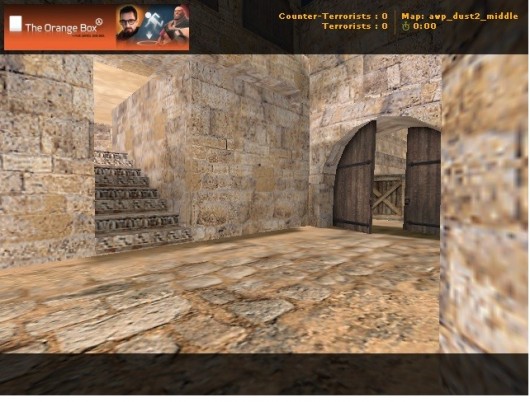 The Orange Box
Counter-Terrorists : 0
Terrorists : 0
Map: awp_dust2_middle
0:00